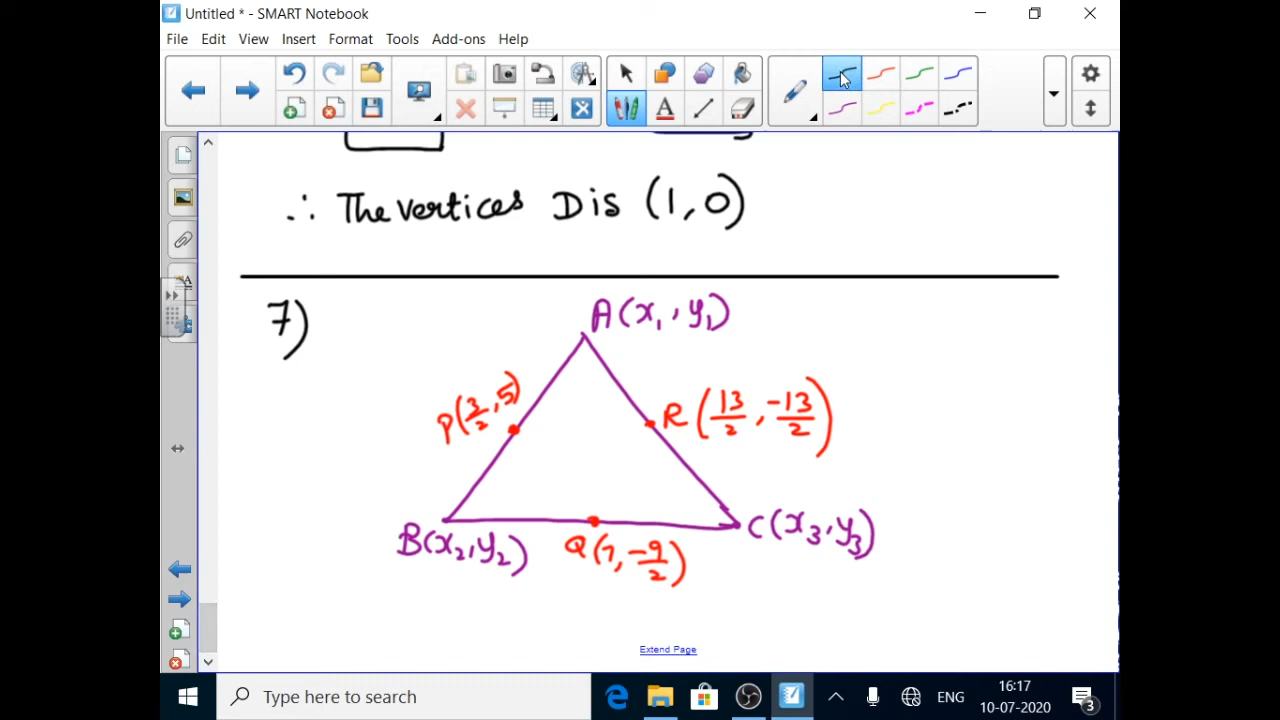 Untitled * - SMART Notebook
File Edit View Insert Format Tools Add-ons Help
∴ The vertices D is (1, 0)
7)
A(x₁, y₁)
P(3/2, 5)
R(13/2, -13/2)
B(x₂, y₂)
Q(7, -9/2)
C(x₃, y₃)
Extend Page
Type here to search
ENG
16:17
10-07-2020
3